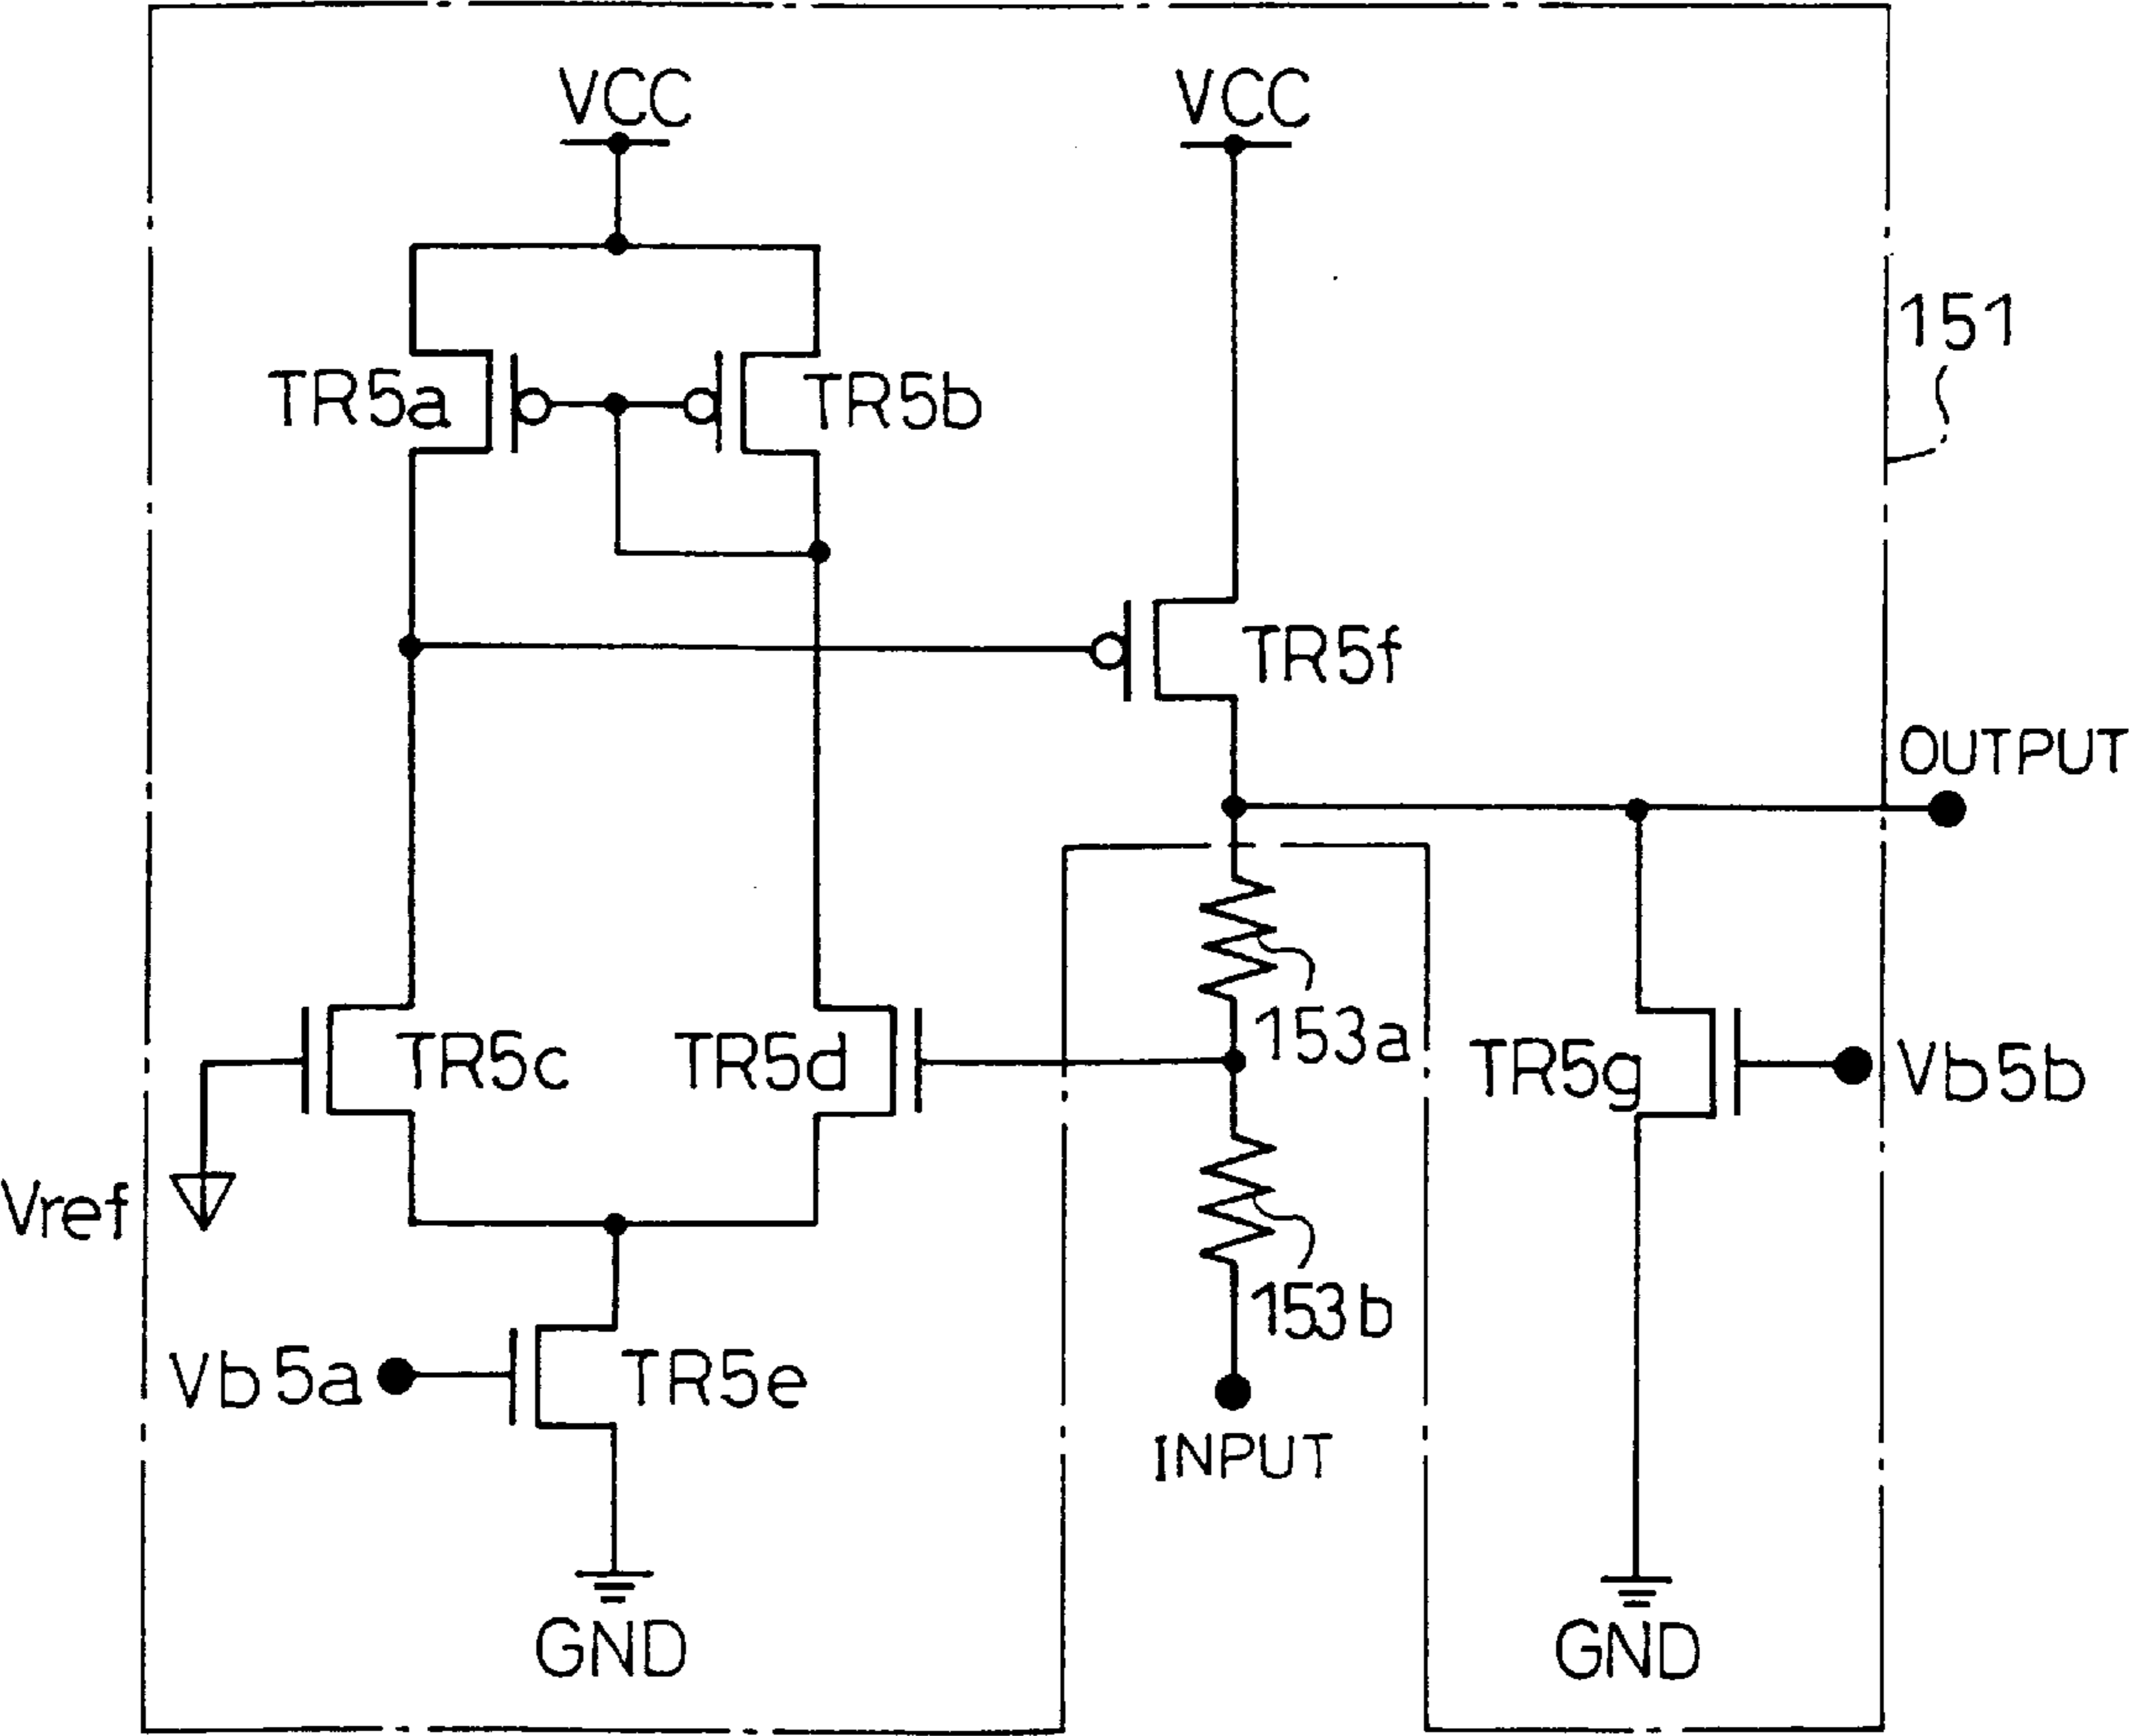 VCC
VCC
151
TR5a
TR5b
TR5f
OUTPUT
153a
TR5c
TR5d
TR5g
Vb5b
Vref
153b
Vb5a
TR5e
INPUT
GND
GND